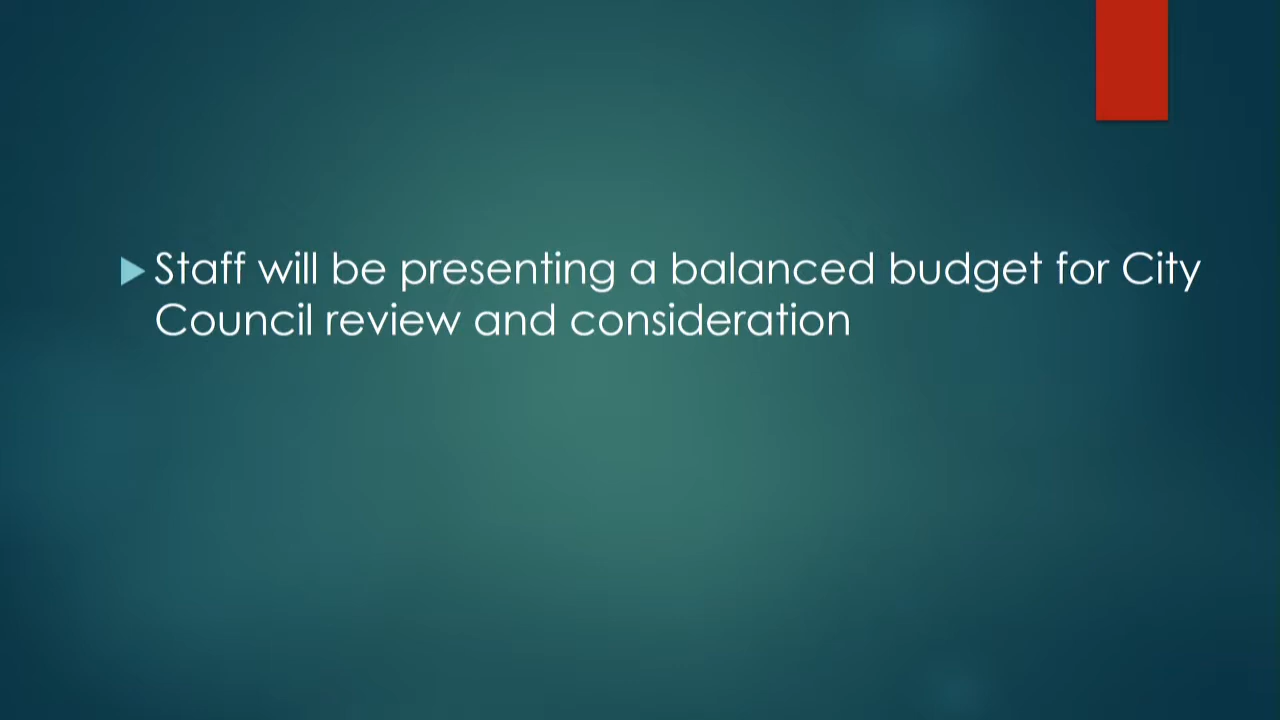 Staff will be presenting a balanced budget for City
Council review and consideration